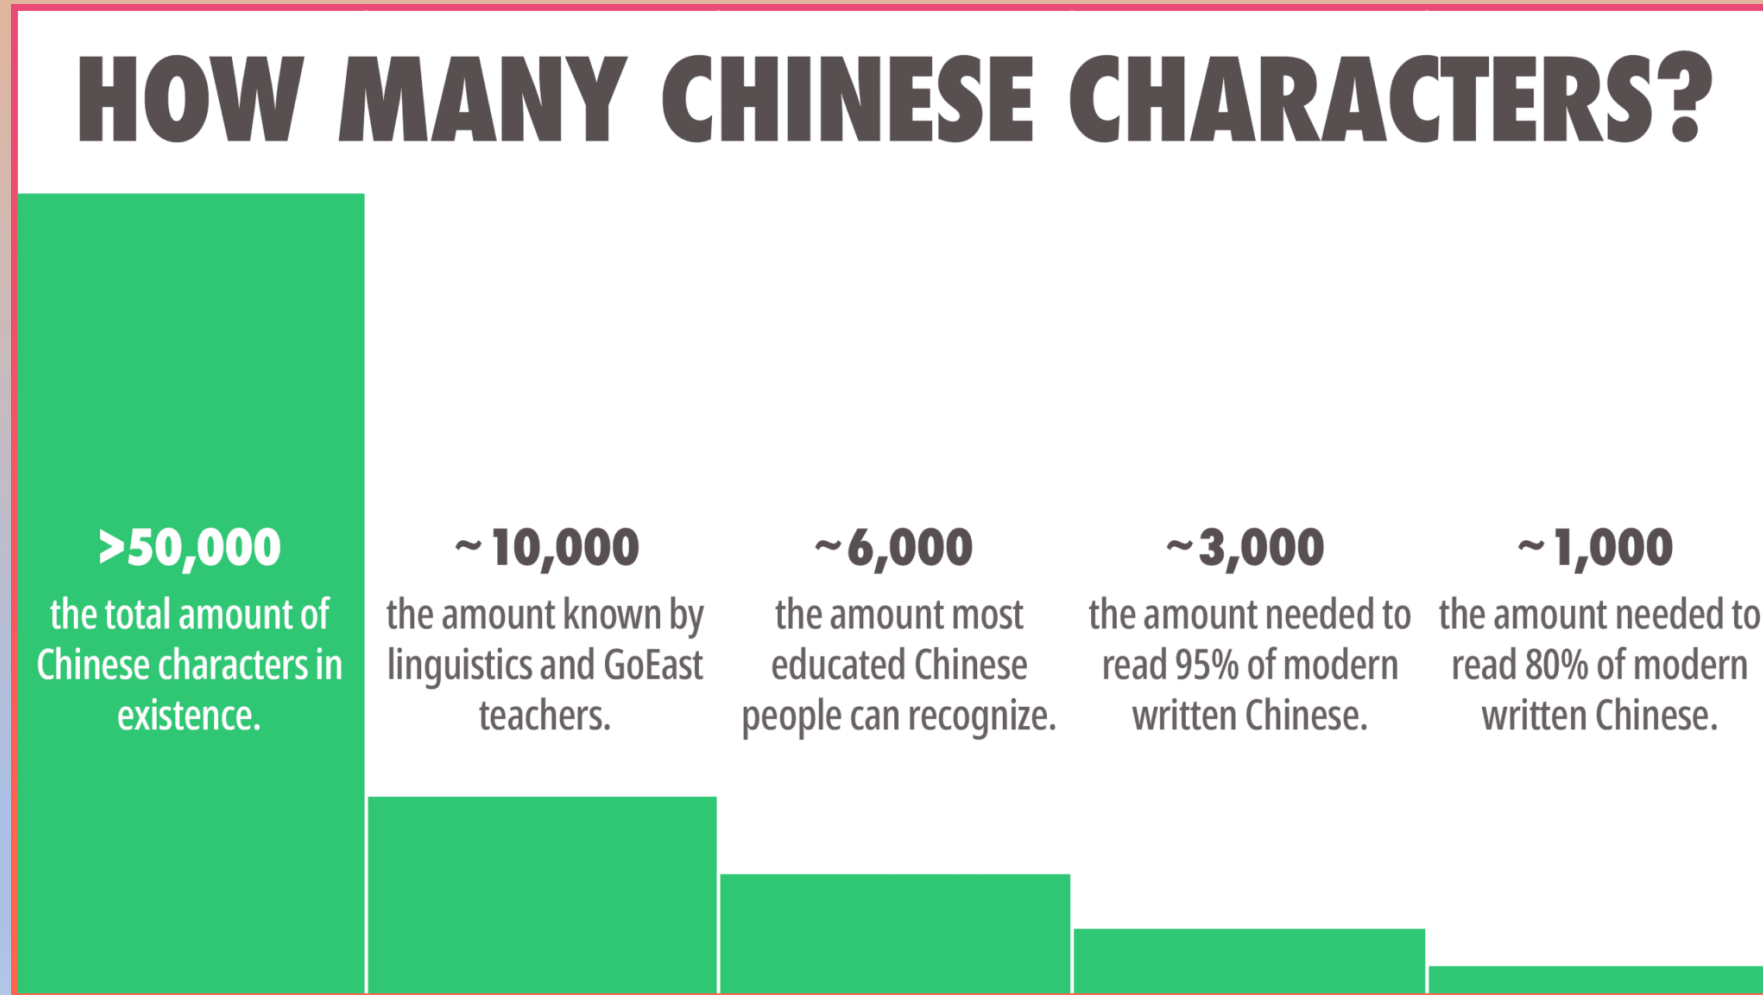 HOW MANY CHINESE CHARACTERS?
>50,000
the total amount of
Chinese characters in
existence.
~10,000
the amount known by
linguistics and GoEast
teachers.
~6,000
the amount most
educated Chinese
people can recognize.
~3,000
the amount needed to
read 95% of modern
written Chinese.
~1,000
the amount needed to
read 80% of modern
written Chinese.